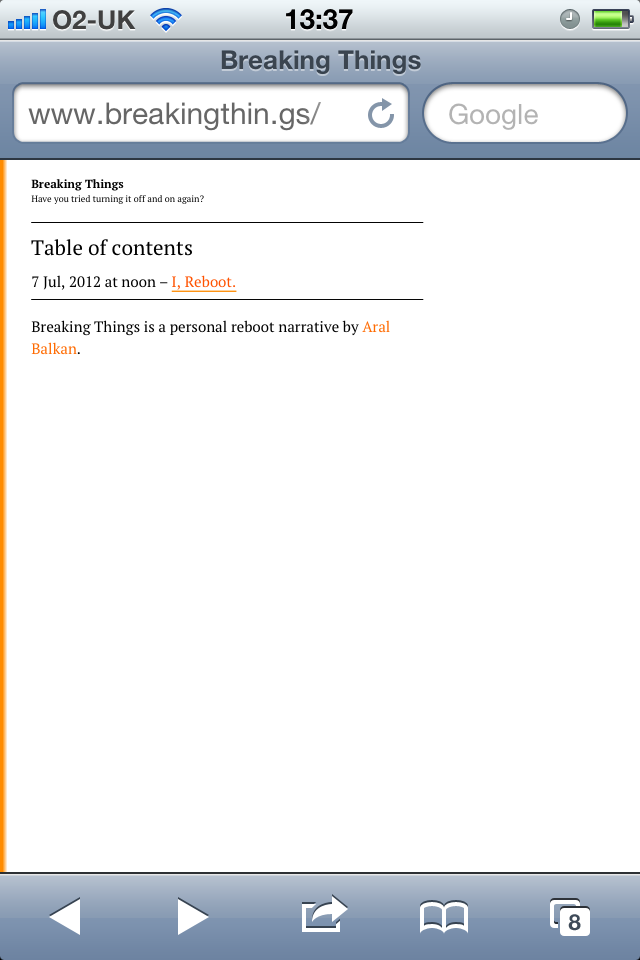 O2-UK 13:37
Breaking Things
www.breakingthin.gs/ Google
Breaking Things
Have you tried turning it off and on again?
Table of contents
7 Jul, 2012 at noon – I, Reboot.
Breaking Things is a personal reboot narrative by Aral
Balkan.
8